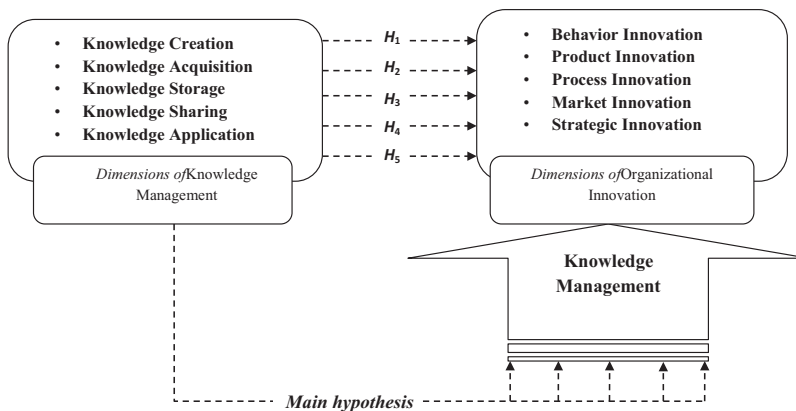 • Knowledge Creation
• Knowledge Acquisition
• Knowledge Storage
• Knowledge Sharing
• Knowledge Application
Dimensions ofKnowledge
Management
H1
H2
H3
H4
H5
• Behavior Innovation
• Product Innovation
• Process Innovation
• Market Innovation
• Strategic Innovation
Dimensions ofOrganizational
Innovation
Knowledge
Management
Main hypothesis